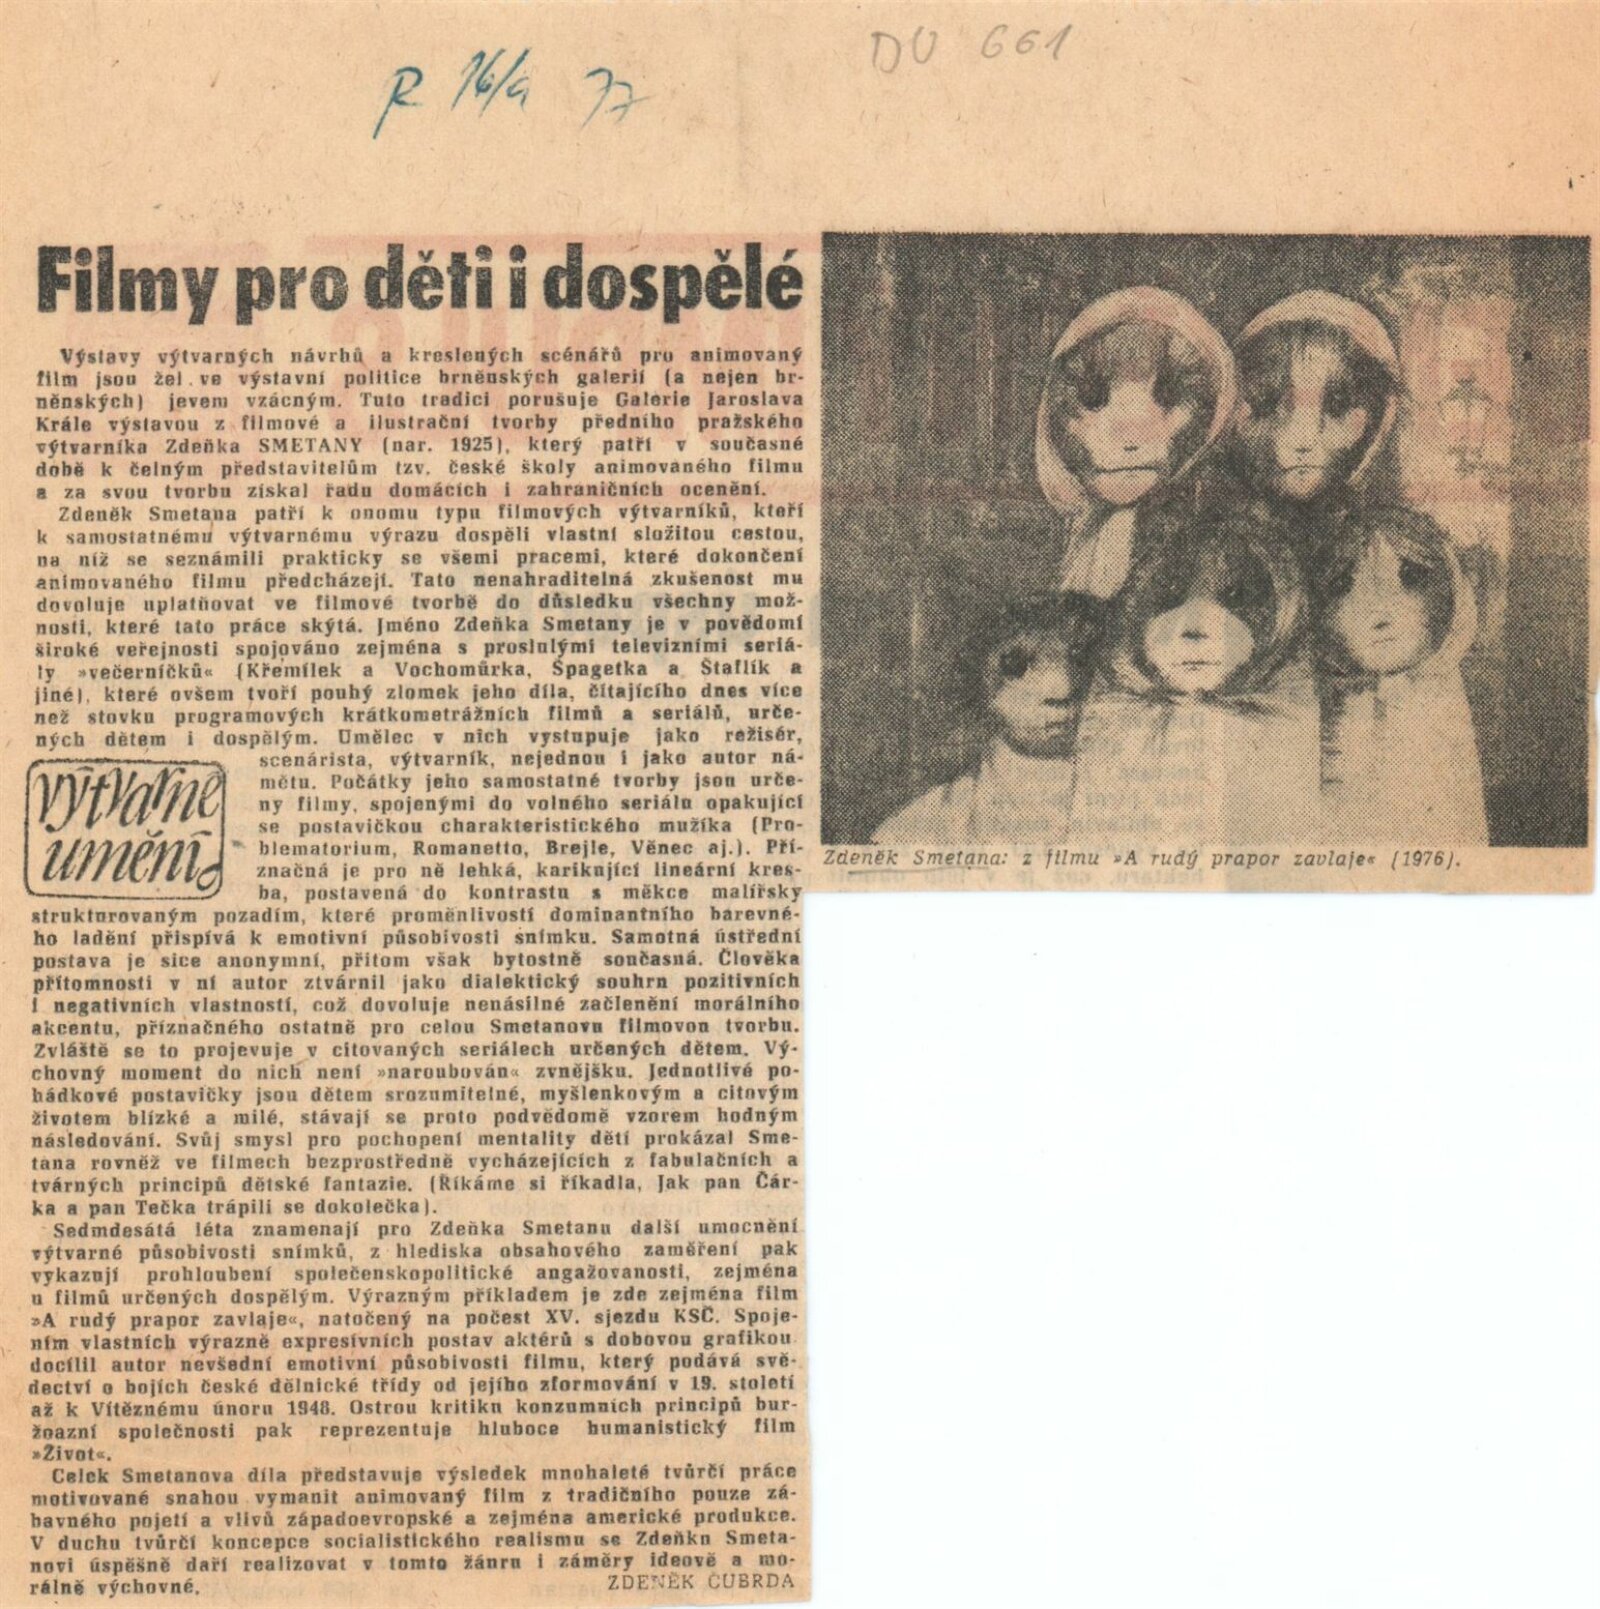 R 16/9 77
DU 661
Filmy pro děti i dospělé
Výstavy výtvarných návrhů a kreslených scénářů pro animovaný
film jsou žel ve výstavní politice brněnských galerií (a nejen br-
něnských) jevem vzácným. Tuto tradici porušuje Galerie Jaroslava
Krále výstavou z filmové a ilustrační tvorby předního pražského
výtvarníka Zdeňka SMETANY (nar. 1925), který patří v současné
době k čelným představitelům tzv. české školy animovaného filmu
a za svou tvorbu získal řadu domácích i zahraničních ocenění.
Zdeněk Smetana patří k onomu typu filmových výtvarníků, kteří
k samostatnému výtvarnému výrazu dospěli vlastní složitou cestou,
na níž se seznámili prakticky se všemi pracemi, které dokončení
animovaného filmu předcházejí. Tato nenahraditelná zkušenost mu
dovoluje uplatňovat ve filmové tvorbě do důsledku všechny mož-
nosti, které tato práce skýtá. Jméno Zdeňka Smetany je v povědomí
široké veřejnosti spojováno zejména s proslulými televizními seriá-
ly »večerníčků« (Křemílek a Vochomůrka, Špagetka a Štaflík a
jiné), které ovšem tvoří pouhý zlomek jeho díla, čítajícího dnes více
než stovku programových krátkometrážních filmů a seriálů, urče-
ných dětem i dospělým. Umělec v nich vystupuje jako režisér,
scenárista, výtvarník, nejednou i jako autor ná-
mětu. Počátky jeho samostatné tvorby jsou urče-
ny filmy, spojenými do volného seriálu opakující
se postavičkou charakteristického mužíka (Pro-
blematorium, Romanetto, Brejle, Věnec aj.). Pří-
značná je pro ně lehká, karikující lineární kres-
ba, postavená do kontrastu s měkce malířsky
výtvarné
umění
strukturovaným pozadím, které proměnlivostí dominantního barevné-
ho ladění přispívá k emotivní působivosti snímku. Samotná ústřední
postava je sice anonymní, přitom však bytostně současná. Člověka
přítomnosti v ní autor ztvárnil jako dialektický souhrn pozitivních
i negativních vlastností, což dovoluje nenásilné začlenění morálního
akcentu, příznačného ostatně pro celou Smetanovu filmovou tvorbu.
Zvláště se to projevuje v citovaných seriálech určených dětem. Vý-
chovný moment do nich není »naroubován« zvnějšku. Jednotlivé po-
hádkové postavičky jsou dětem srozumitelné, myšlenkovým a citovým
životem blízké a milé, stávají se proto podvědomě vzorem hodným
následování. Svůj smysl pro pochopení mentality dětí prokázal Sme-
tana rovněž ve filmech bezprostředně vycházejících z fabulačních a
tvárných principů dětské fantazie. (Říkáme si říkadla, Jak pan Čár-
ka a pan Tečka trápili se dokolečka).
Sedmdesátá léta znamenají pro Zdeňka Smetanu další umocnění
výtvarné působivosti snímků, z hlediska obsahového zaměření pak
vykazují prohloubení společenskopolitické angažovanosti, zejména
u filmů určených dospělým. Výrazným příkladem je zde zejména film
»A rudý prapor zavlaje«, natočený na počest XV. sjezdu KSČ. Spoje-
ním vlastních výrazně expresívních postav aktérů s dobovou grafikou
docílil autor nevšední emotivní působivosti filmu, který podává svě-
dectví o bojích české dělnické třídy od jejího zformování v 19. století
až k Vítěznému únoru 1948. Ostrou kritiku konzumních principů bur-
žoazní společnosti pak reprezentuje hluboce humanistický film
»Život«.
Celek Smetanova díla představuje výsledek mnohaleté tvůrčí práce
motivované snahou vymanit animovaný film z tradičního pouze zá-
bavného pojetí a vlivů západoevropské a zejména americké produkce.
V duchu tvůrčí koncepce socialistického realismu se Zdeňku Smeta-
novi úspěšně daří realizovat v tomto žánru i záměry ideově a mo-
rálně výchovné.
ZDENĚK ČUBRDA
Zdeněk Smetana: z filmu »A rudý prapor zavlaje« (1976).